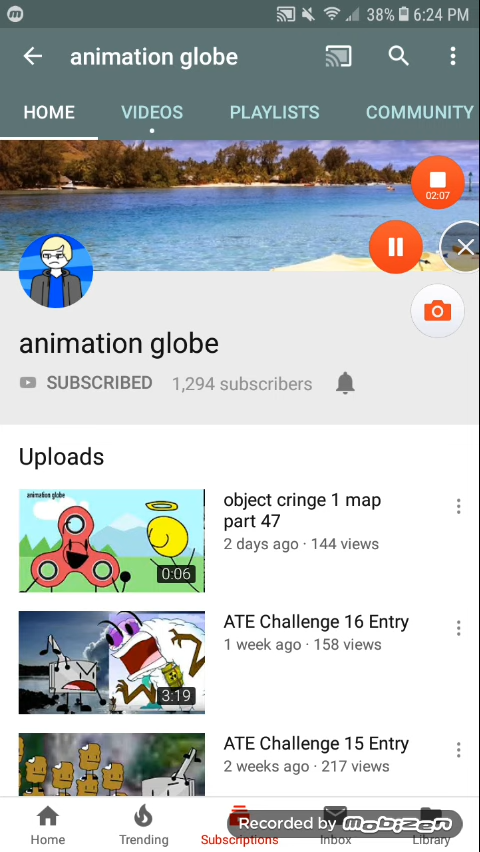 38% 6:24 PM
animation globe
HOME VIDEOS PLAYLISTS COMMUNITY
02:07
animation globe
SUBSCRIBED 1,294 subscribers
Uploads
animation globe
0:06
object cringe 1 map
part 47
2 days ago · 144 views
3:19
ATE Challenge 16 Entry
1 week ago · 158 views
ATE Challenge 15 Entry
2 weeks ago · 217 views
Recorded by MOBIZEN
Home Trending Subscriptions Inbox Library